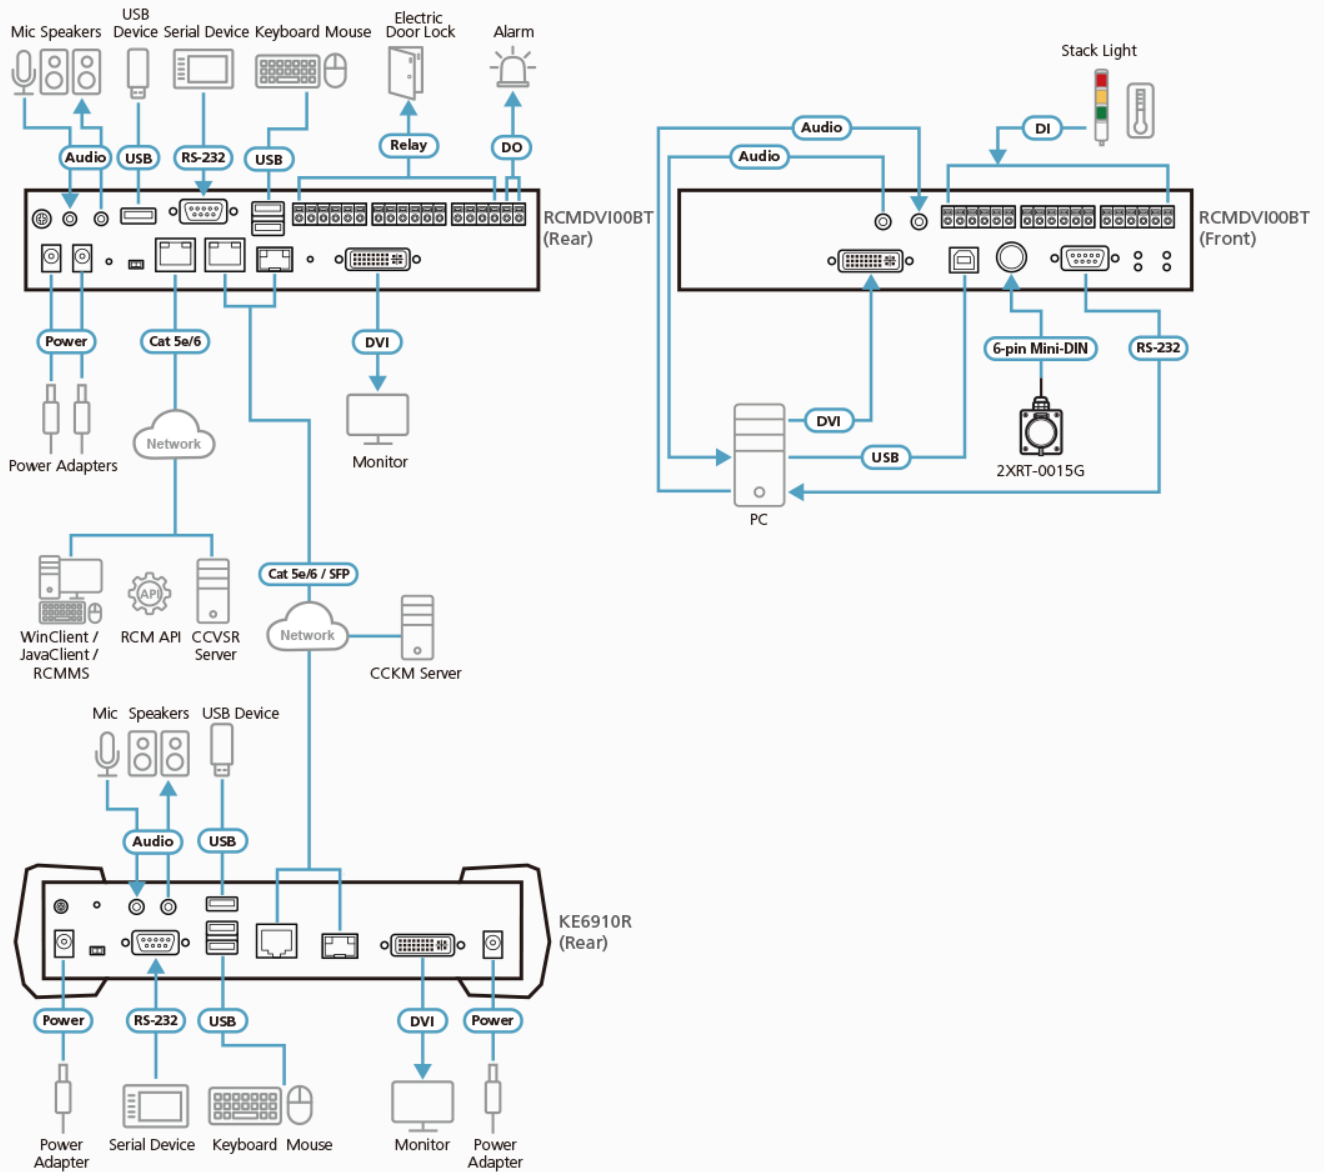 Mic Speakers
USB
Device
Serial Device
Keyboard Mouse
Electric
Door Lock
Alarm
Audio
USB
RS-232
USB
Relay
DO
RCMDVI00BT
(Rear)
Power
Cat 5e/6
DVI
Power Adapters
Network
Monitor
WinClient /
JavaClient /
RCMMS
API
RCM API
CCVSR
Server
Cat 5e/6 / SFP
Network
CCKM Server
Stack Light
Audio
DI
Audio
RCMDVI00BT
(Front)
6-pin Mini-DIN
RS-232
DVI
USB
2XRT-0015G
PC
Mic
Speakers
USB Device
Audio
USB
KE6910R
(Rear)
Power
RS-232
USB
DVI
Power
Power
Adapter
Serial Device
Keyboard Mouse
Monitor
Power
Adapter